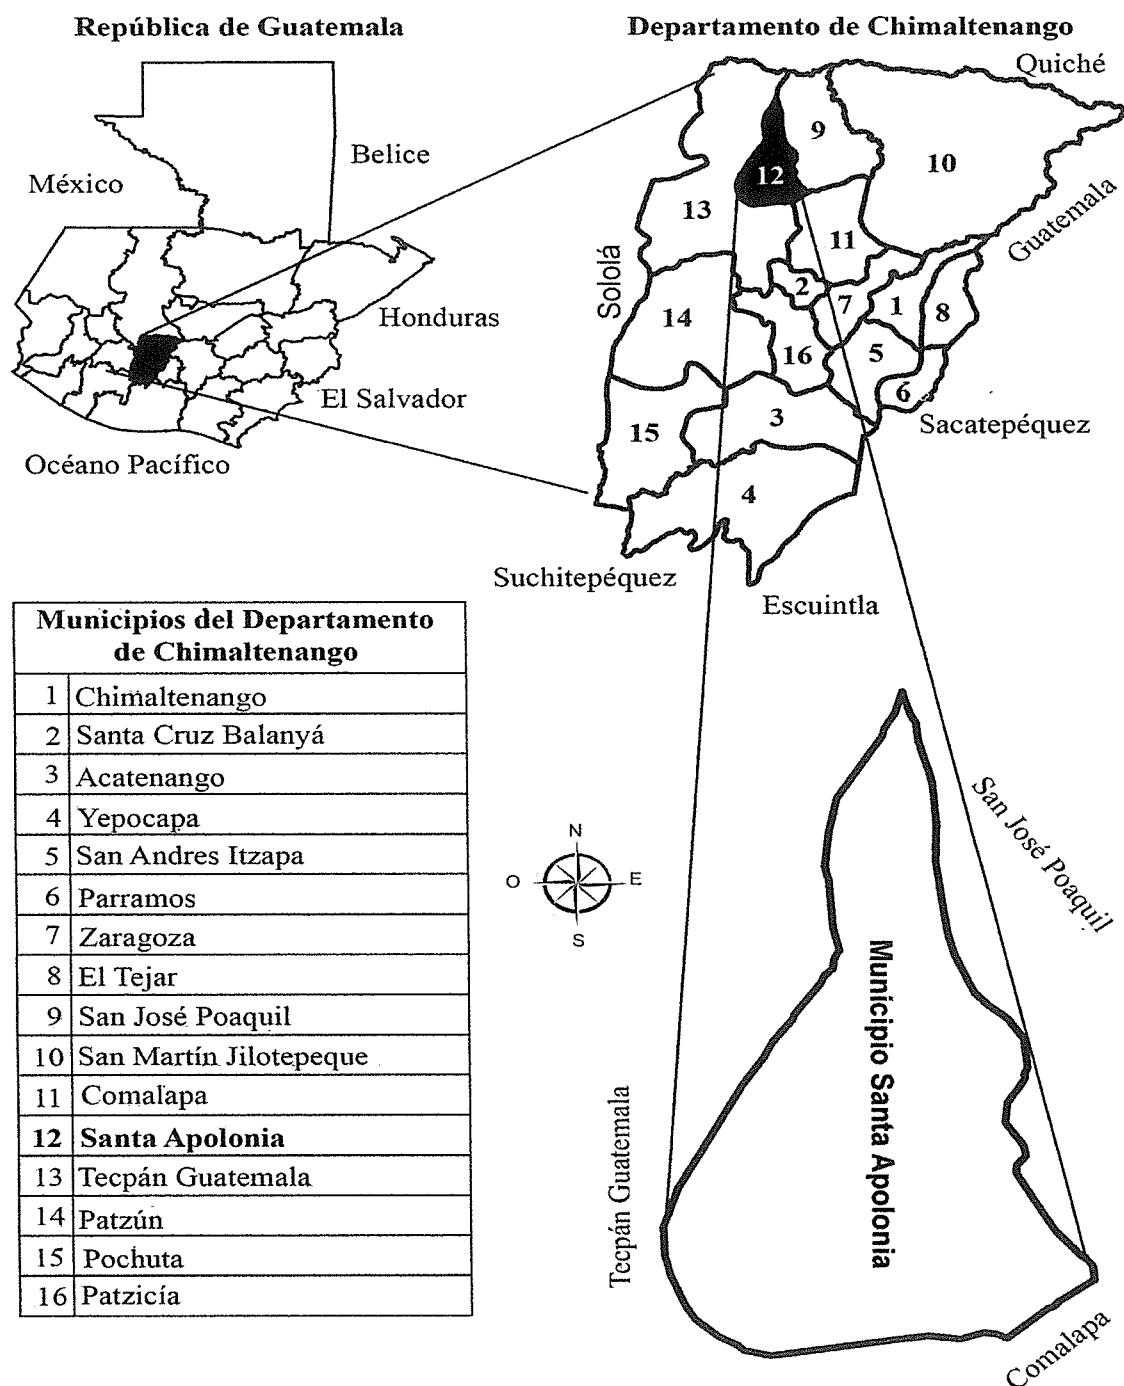 República de Guatemala
Departamento de Chimaltenango
Quiché
Belice
México
9
10
12
13
Guatemala
11
Sololá
2
7
1
8
Honduras
14
16
5
6
El Salvador
Sacatepéquez
3
15
Océano Pacífico
4
Suchitepéquez
Escuintla
Municipios del Departamento
de Chimaltenango
1 Chimaltenango
2 Santa Cruz Balanyá
3 Acatenango
4 Yepocapa
5 San Andres Itzapa
6 Parramos
7 Zaragoza
8 El Tejar
9 San José Poaquil
10 San Martín Jilotepeque
11 Comalapa
12 Santa Apolonia
13 Tecpán Guatemala
14 Patzún
15 Pochuta
16 Patzicía
N
O
E
S
San José Poaquil
Municipio Santa Apolonia
Tecpán Guatemala
Comalapa